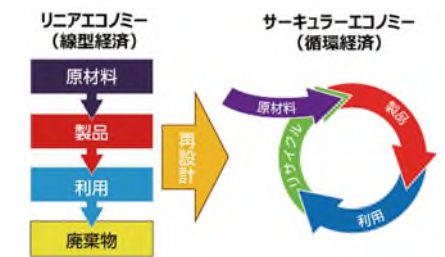 リニアエコノミー
(線型経済)
原材料
製品
利用
廃棄物
再設計
サーキュラーエコノミー
(循環経済)
原材料
製品
利用
リサイクル